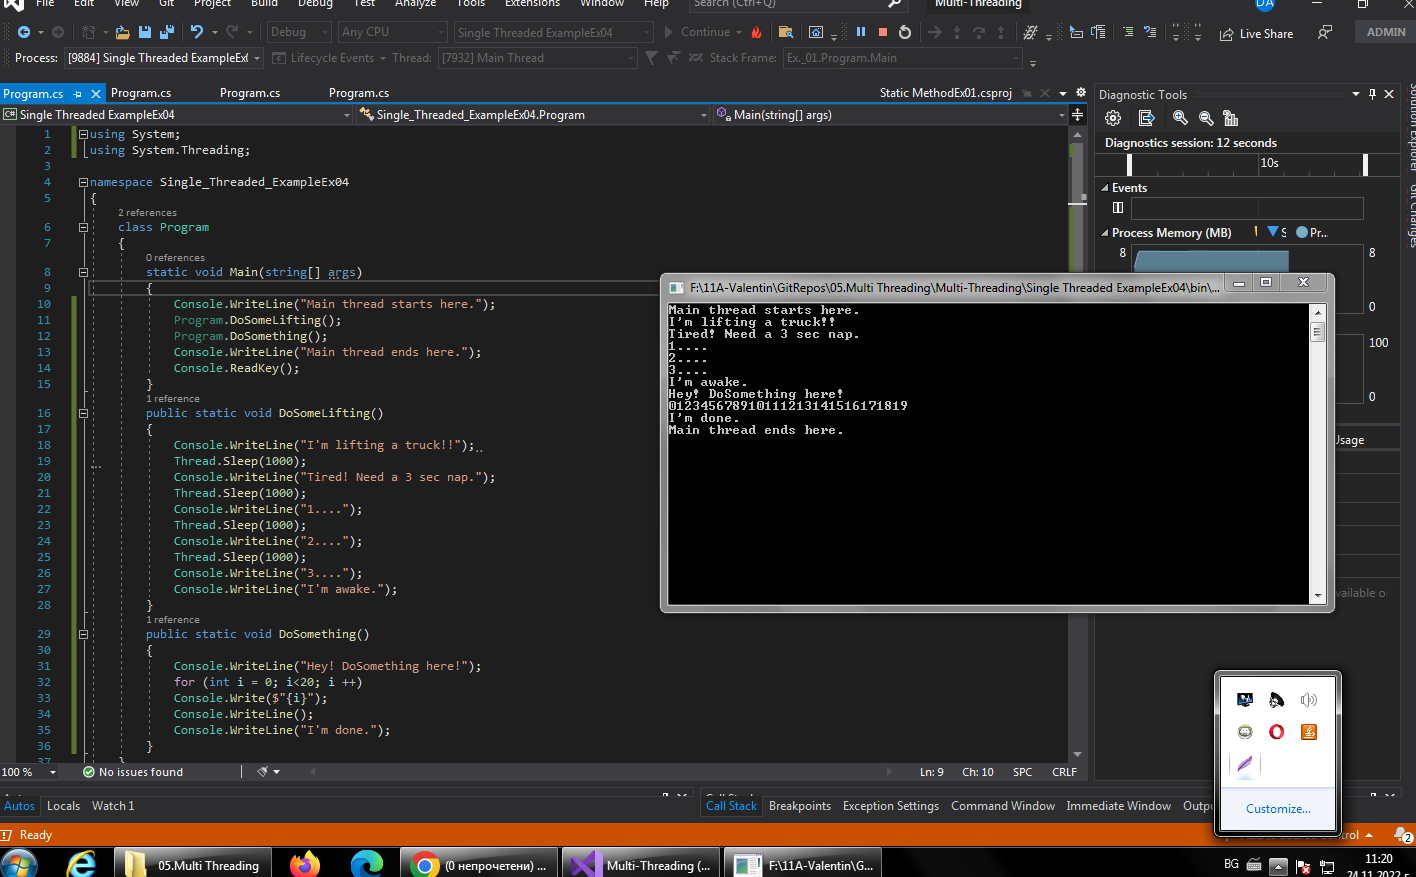 File Edit View Git Project Build Debug Test Analyze Tools Extensions Window Help Search (Ctrl+Q) Multi-Threading DA
Debug Any CPU Single Threaded ExampleEx04 Continue Live Share ADMIN
Process: [9884] Single Threaded ExampleEx Lifecycle Events Thread: [7932] Main Thread Stack Frame: Ex._01.Program.Main
Program.cs Program.cs Program.cs Program.cs Static MethodEx01.csproj
Single Threaded ExampleEx04 Single_Threaded_ExampleEx04.Program Main(string[] args)
1 using System;
2 using System.Threading;
3
4 namespace Single_Threaded_ExampleEx04
5 {
2 references
6 class Program
7 {
0 references
8 static void Main(string[] args)
9 {
10 Console.WriteLine("Main thread starts here.");
11 Program.DoSomeLifting();
12 Program.DoSomething();
13 Console.WriteLine("Main thread ends here.");
14 Console.ReadKey();
15 }
1 reference
16 public static void DoSomeLifting()
17 {
18 Console.WriteLine("I'm lifting a truck!!");
19 Thread.Sleep(1000);
20 Console.WriteLine("Tired! Need a 3 sec nap.");
21 Thread.Sleep(1000);
22 Console.WriteLine("1....");
23 Thread.Sleep(1000);
24 Console.WriteLine("2....");
25 Thread.Sleep(1000);
26 Console.WriteLine("3....");
27 Console.WriteLine("I'm awake.");
28 }
1 reference
29 public static void DoSomething()
30 {
31 Console.WriteLine("Hey! DoSomething here!");
32 for (int i = 0; i<20; i ++)
33 Console.Write($"{i}");
34 Console.WriteLine();
35 Console.WriteLine("I'm done.");
36 }
37 }
F:\11A-Valentin\GitRepos\05.Multi Threading\Multi-Threading\Single Threaded ExampleEx04\bin\...
Main thread starts here.
I'm lifting a truck!!
Tired! Need a 3 sec nap.
1....
2....
3....
I'm awake.
Hey! DoSomething here!
012345678910111213141516171819
I'm done.
Main thread ends here.
Diagnostic Tools
Diagnostics session: 12 seconds
10s
Events
Process Memory (MB) S Pr...
8 8
0
100
0
Usage
Solution Explorer
Git Changes
100 % No issues found Ln: 9 Ch: 10 SPC CRLF
Autos Locals Watch 1 Call Stack Breakpoints Exception Settings Command Window Immediate Window Outpu
Customize...
Ready 2
05.Multi Threading (0 непрочетени) ... Multi-Threading (... F:\11A-Valentin\G... BG 11:20
24.11.2022 г.